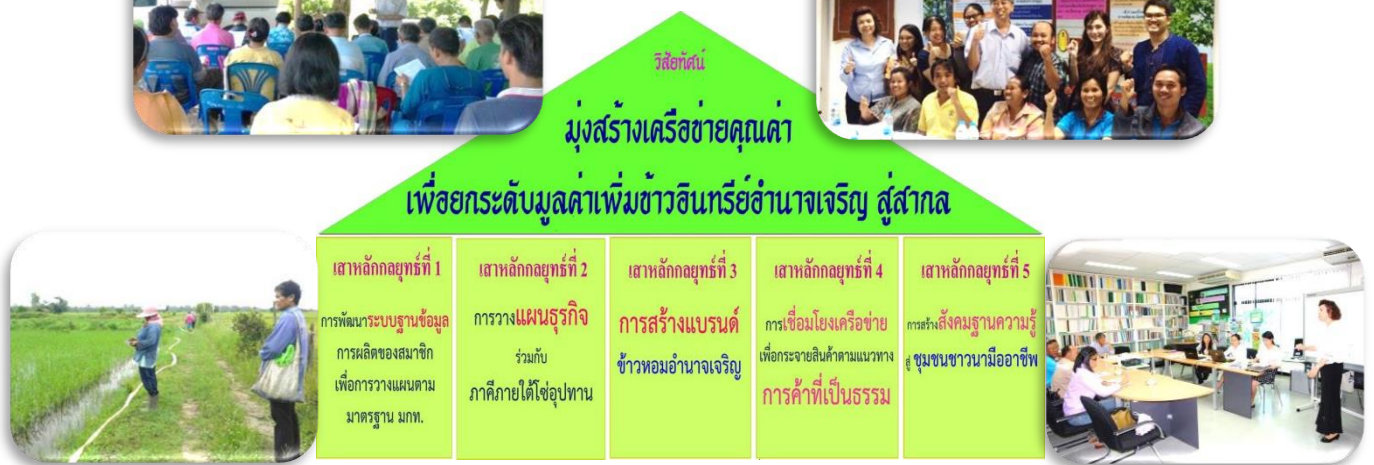 วิสัยทัศน์
มุ่งสร้างเครือข่ายคุณค่า
เพื่อยกระดับมูลค่าเพิ่มข้าวอินทรีย์อำนาจเจริญ สู่สากล
เสาหลักกลยุทธ์ที่ 1
การพัฒนาระบบฐานข้อมูล
การผลิตของสมาชิก
เพื่อการวางแผนตาม
มาตรฐาน มกท.
เสาหลักกลยุทธ์ที่ 2
การวางแผนธุรกิจ
ร่วมกับ
ภาคีภายใต้โซ่อุปทาน
เสาหลักกลยุทธ์ที่ 3
การสร้างแบรนด์
ข้าวหอมอำนาจเจริญ
เสาหลักกลยุทธ์ที่ 4
การเชื่อมโยงเครือข่าย
เพื่อกระจายสินค้าตามแนวทาง
การค้าที่เป็นธรรม
เสาหลักกลยุทธ์ที่ 5
การสร้างสังคมฐานความรู้
สู่ ชุมชนชาวนามืออาชีพ